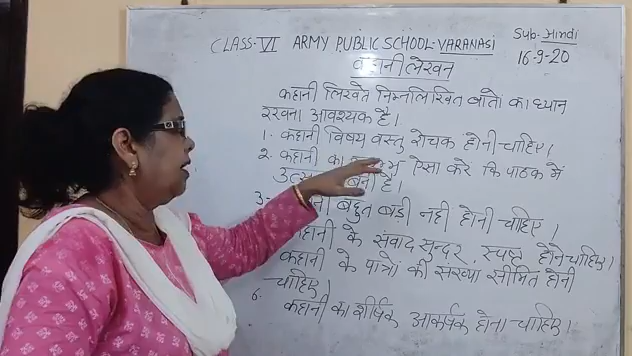 CLASS-VI ARMY PUBLIC SCHOOL-VARANASI
Sub- Hindi
16-9-20
कहानी लेखन
कहानी लिखते निम्नलिखित बातों का ध्यान
रखना आवश्यक है।
1. कहानी विषय वस्तु रोचक होनी चाहिए।
2. कहानी का ऐसा करे कि पाठक में
बनी है।
3- बहुत बड़ी नही होनी चाहिए।
कहानी के संवाद सुन्दर, स्पष्ट होने चाहिए।
कहानी के पात्रों की संख्या सीमित होनी
चाहिए।
6. कहानी का शीर्षक आकर्षक होना चाहिए।